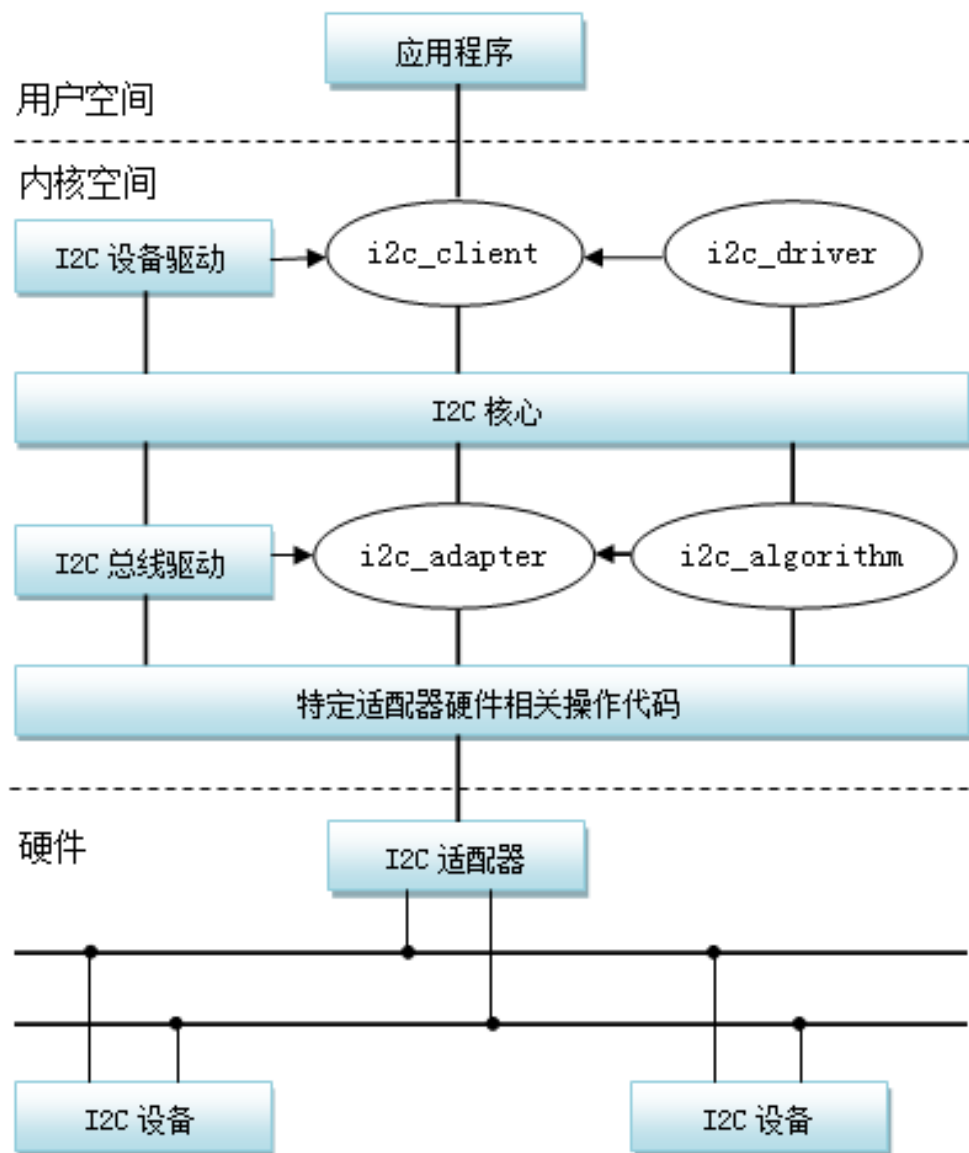 应用程序
用户空间
内核空间
I2C 设备驱动
i2c_client
i2c_driver
I2C 核心
I2C 总线驱动
i2c_adapter
i2c_algorithm
特定适配器硬件相关操作代码
硬件
I2C 适配器
I2C 设备
I2C 设备